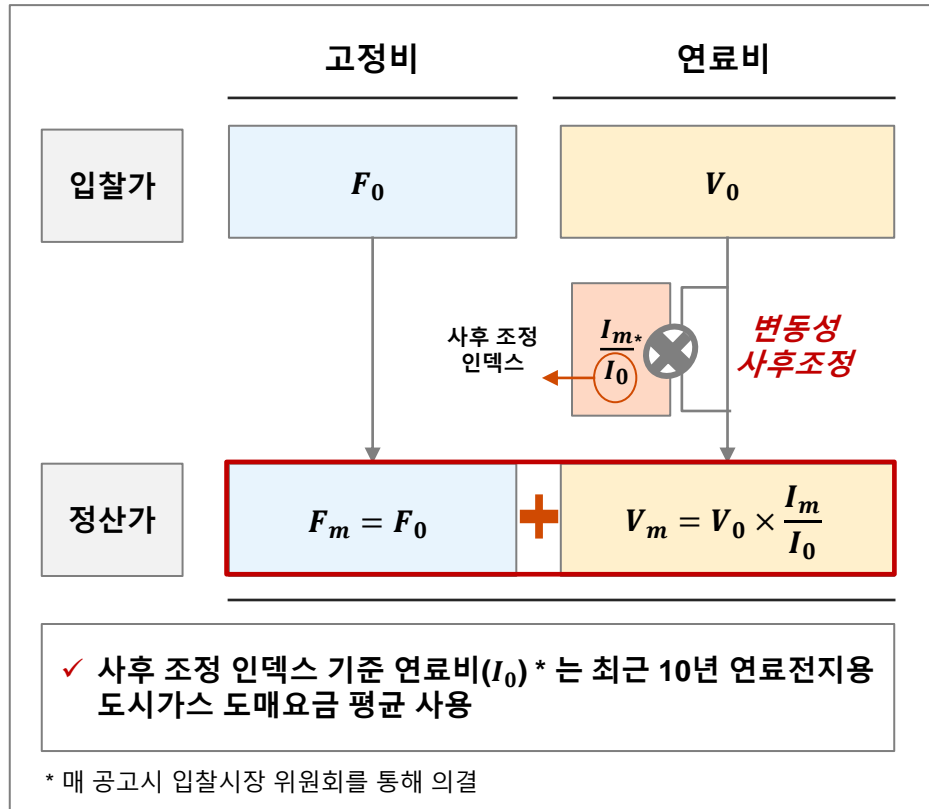 고정비
연료비
입찰가
F₀
V₀
사후 조정
인덱스
I_m*
I₀
변동성
사후조정
정산가
F_m = F₀
+
V_m = V₀ × I_m / I₀
✓ 사후 조정 인덱스 기준 연료비(I₀) * 는 최근 10년 연료전지용
도시가스 도매요금 평균 사용
* 매 공고시 입찰시장 위원회를 통해 의결